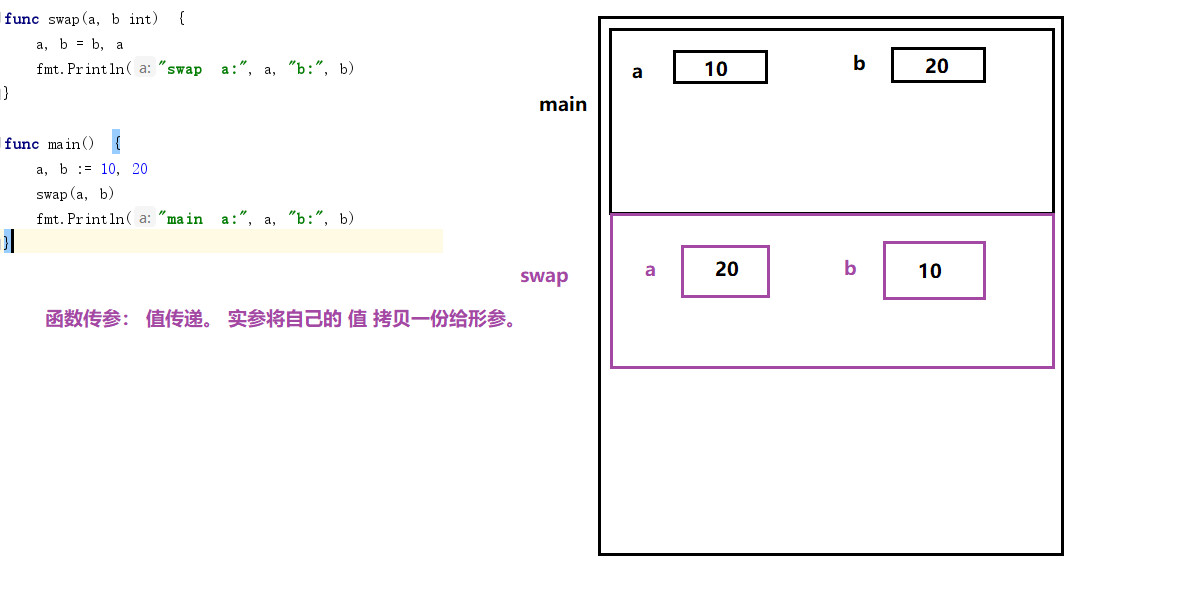 func swap(a, b int) {
a, b = b, a
fmt.Println( a: "swap a:", a, "b:", b)
}
func main() {
a, b := 10, 20
swap(a, b)
fmt.Println( a: "main a:", a, "b:", b)
}
函数传参： 值传递。 实参将自己的 值 拷贝一份给形参。
main
a 10 b 20
swap
a 20 b 10